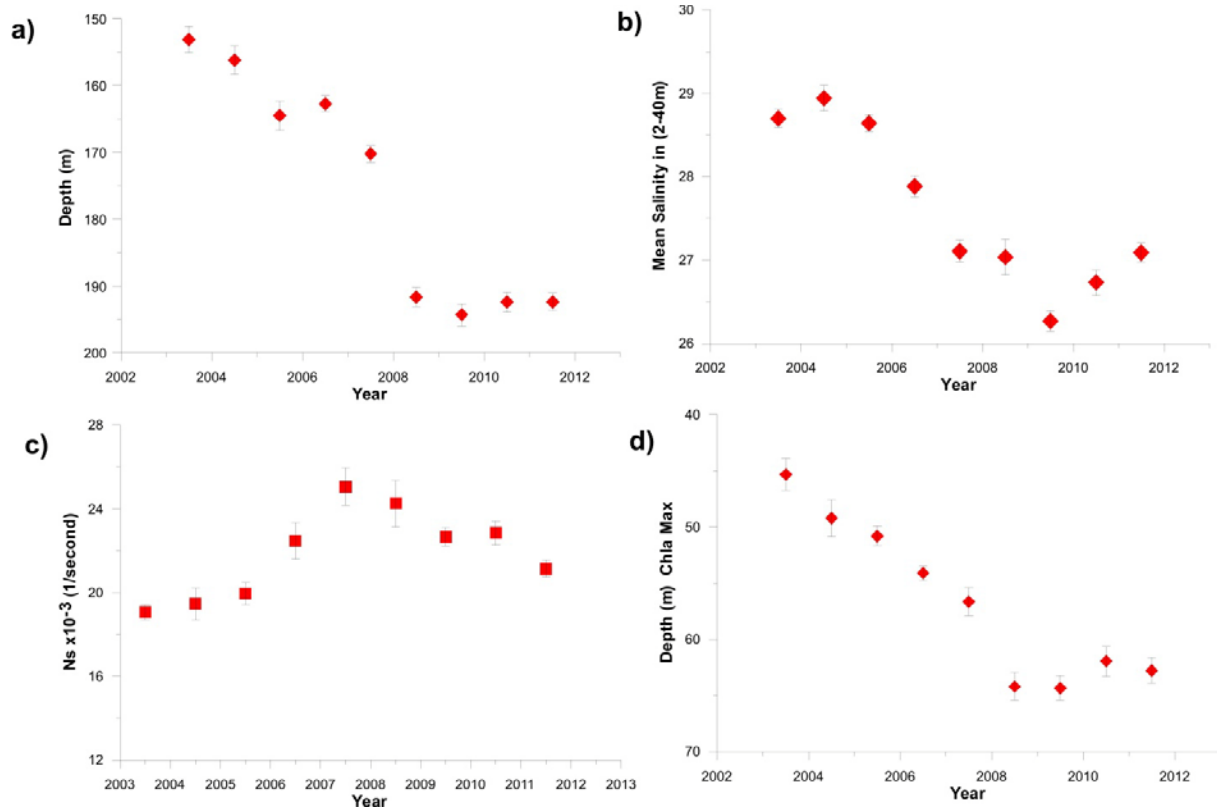 a)
150
160
170
180
190
200
Depth (m)
2002 2004 2006 2008 2010 2012
Year
b)
30
29
28
27
26
Mean Salinity in (2-40m)
2002 2004 2006 2008 2010 2012
Year
c)
28
24
20
16
12
Ns x10-3 (1/second)
2003 2004 2005 2006 2007 2008 2009 2010 2011 2012 2013
Year
d)
40
50
60
70
Depth (m) Chla Max
2002 2004 2006 2008 2010 2012
Year